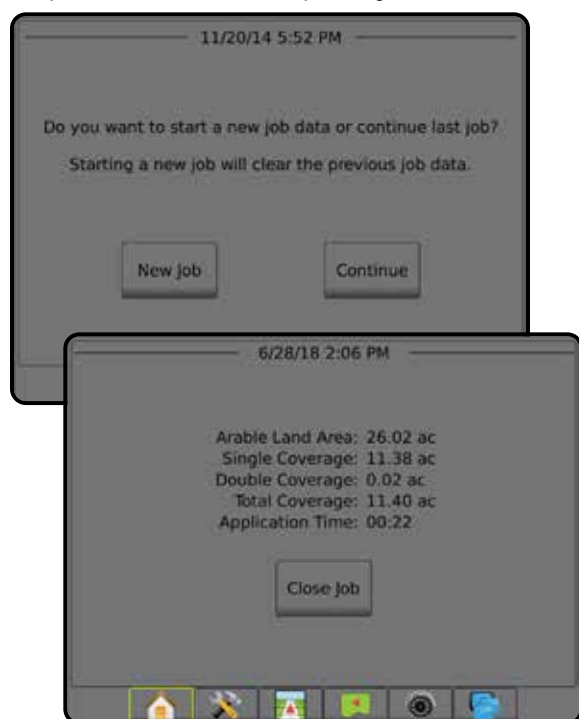 11/20/14 5:52 PM
Do you want to start a new job data or continue last job?
Starting a new job will clear the previous job data.
New Job
Continue
6/28/18 2:06 PM
Arable Land Area: 26.02 ac
Single Coverage: 11.38 ac
Double Coverage: 0.02 ac
Total Coverage: 11.40 ac
Application Time: 00:22
Close Job